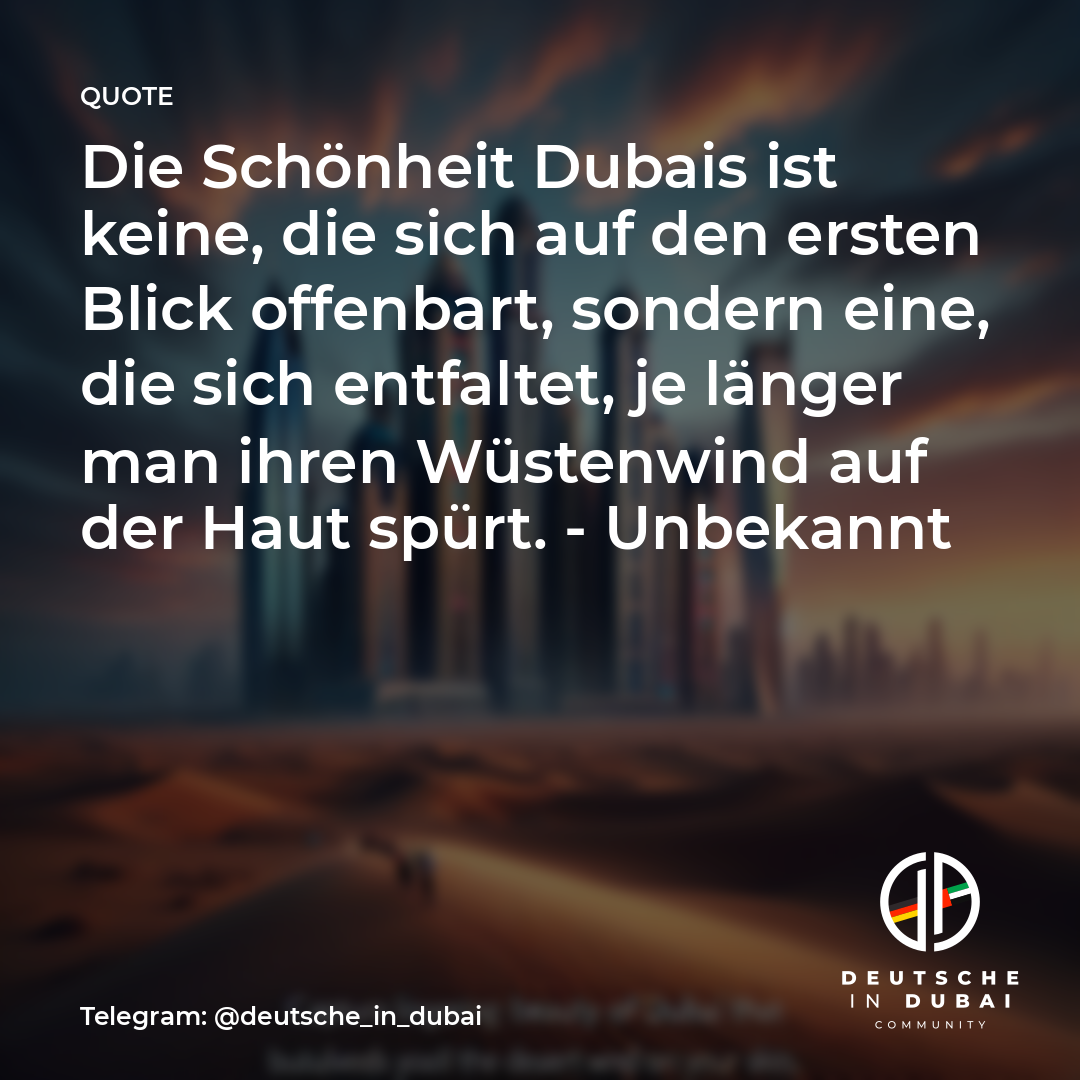 QUOTE
Die Schönheit Dubais ist
keine, die sich auf den ersten
Blick offenbart, sondern eine,
die sich entfaltet, je länger
man ihren Wüstenwind auf
der Haut spürt. - Unbekannt
DEUTSCHE
IN DUBAI
COMMUNITY
Telegram: @deutsche_in_dubai